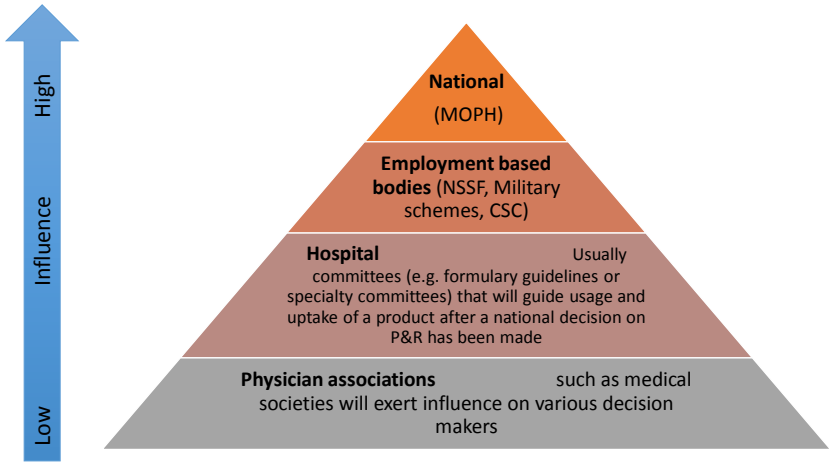 High
Influence
Low
National
(MOPH)
Employment based
bodies (NSSF, Military
schemes, CSC)
Hospital Usually
committees (e.g. formulary guidelines or
specialty committees) that will guide usage and
uptake of a product after a national decision on
P&R has been made
Physician associations such as medical
societies will exert influence on various decision
makers